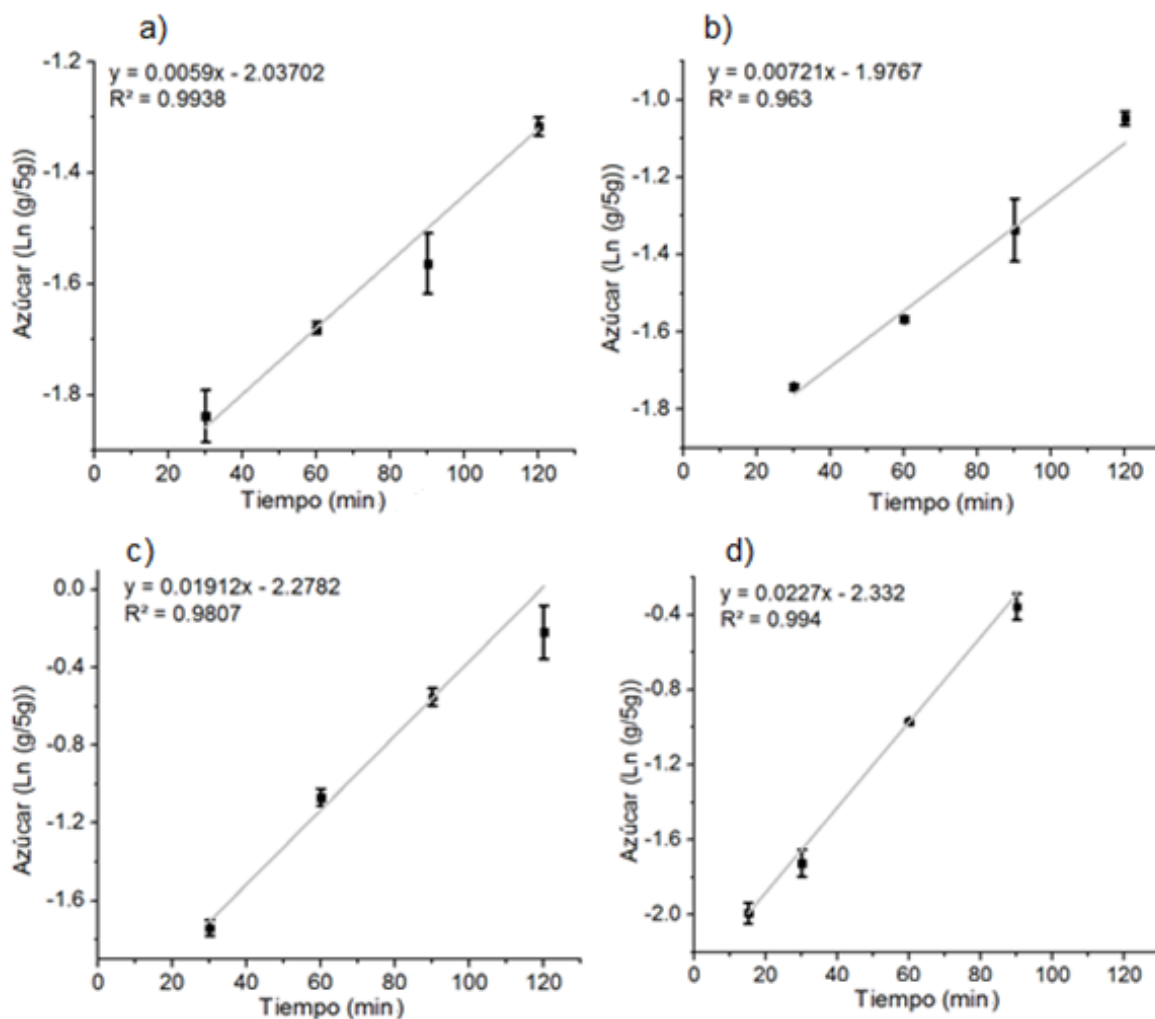 a)
y = 0.0059x - 2.03702
R² = 0.9938
Azúcar (Ln (g/5g))
-1.2
-1.4
-1.6
-1.8
0 20 40 60 80 100 120
Tiempo (min)
b)
y = 0.00721x - 1.9767
R² = 0.963
Azúcar (Ln (g/5g))
-1.0
-1.2
-1.4
-1.6
-1.8
0 20 40 60 80 100 120
Tiempo (min)
c)
y = 0.01912x - 2.2782
R² = 0.9807
Azúcar (Ln (g/5g))
0.0
-0.4
-0.8
-1.2
-1.6
0 20 40 60 80 100 120
Tiempo (min)
d)
y = 0.0227x - 2.332
R² = 0.994
Azúcar (Ln (g/5g))
-0.4
-0.8
-1.2
-1.6
-2.0
0 20 40 60 80 100 120
Tiempo (min)